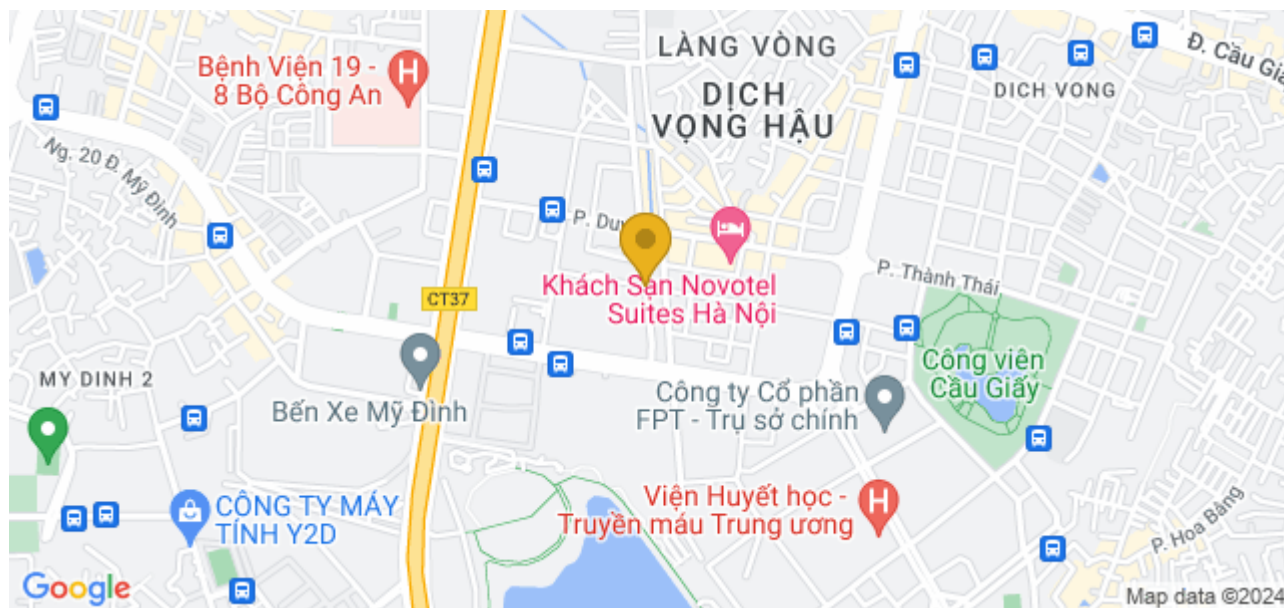 LÀNG VÒNG
Đ. Cầu Giấ
Bệnh Viện 19 -
8 Bộ Công An
H
DỊCH
VỌNG HẬU
DICH VONG
Ng. 20 Đ. Mỹ Đình
P. Duy
P. Thành Thái
CT37
Khách Sạn Novotel
Suites Hà Nội
Công viên
Cầu Giấy
MY DINH 2
Bến Xe Mỹ Đình
Công ty Cổ phần
FPT - Trụ sở chính
CÔNG TY MÁY
TÍNH Y2D
Viện Huyết học -
Truyền máu Trung ương
H
P. Hoa Bằng
Google
Map data ©2024